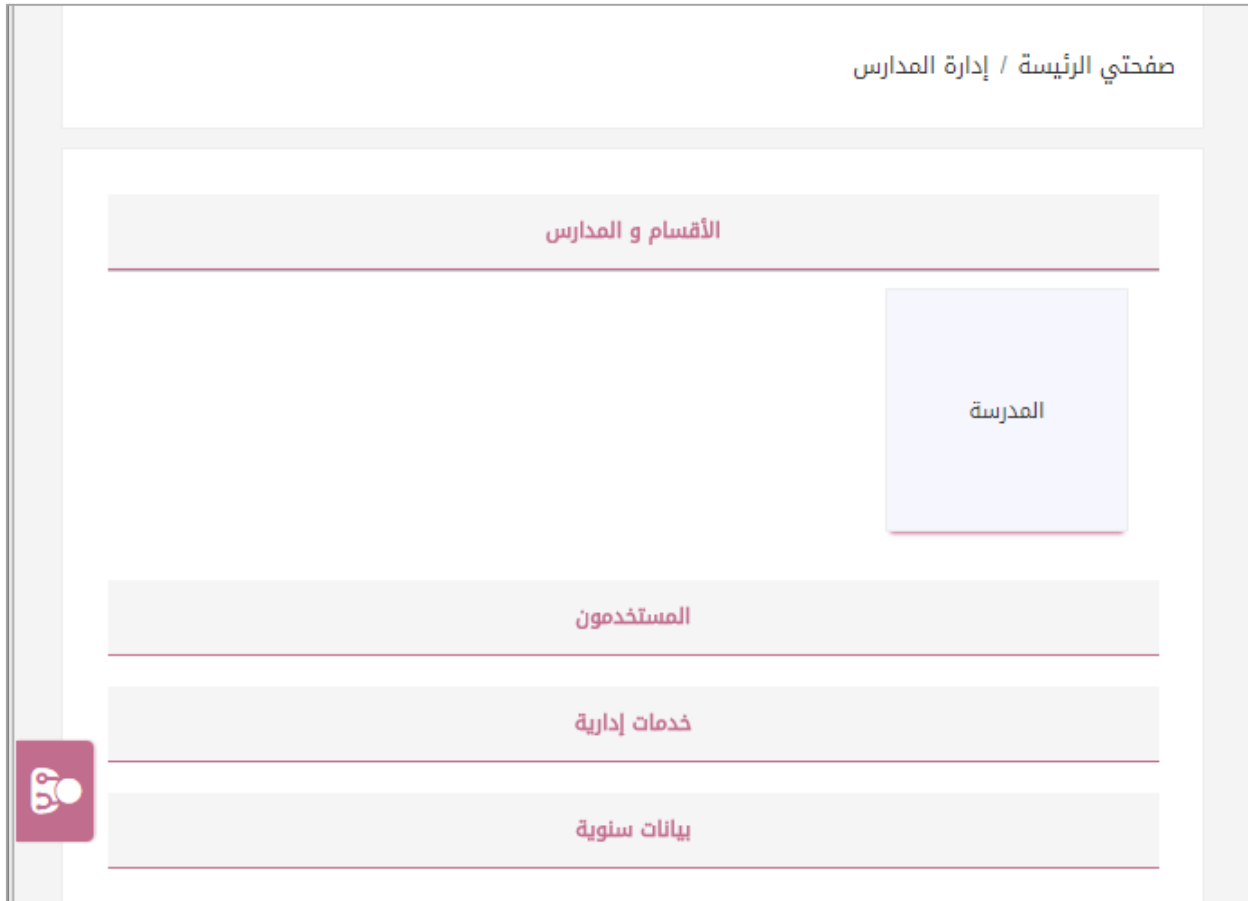 صفحتي الرئيسة / إدارة المدارس
الأقسام و المدارس
المدرسة
المستخدمون
خدمات إدارية
بيانات سنوية